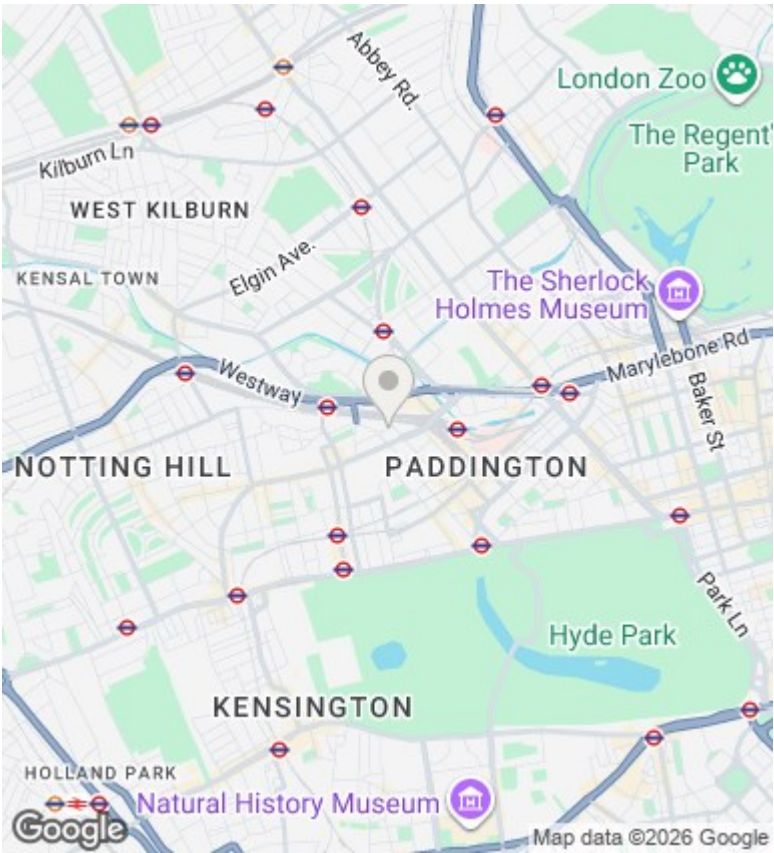 Abbey Rd.
London Zoo
The Regent'
Park
Kilburn Ln
WEST KILBURN
Elgin Ave.
KENSAL TOWN
The Sherlock
Holmes Museum
Marylebone Rd
Westway
Baker St
NOTTING HILL
PADDINGTON
Park Ln
Hyde Park
KENSINGTON
HOLLAND PARK
Natural History Museum
Google
Map data ©2026 Google